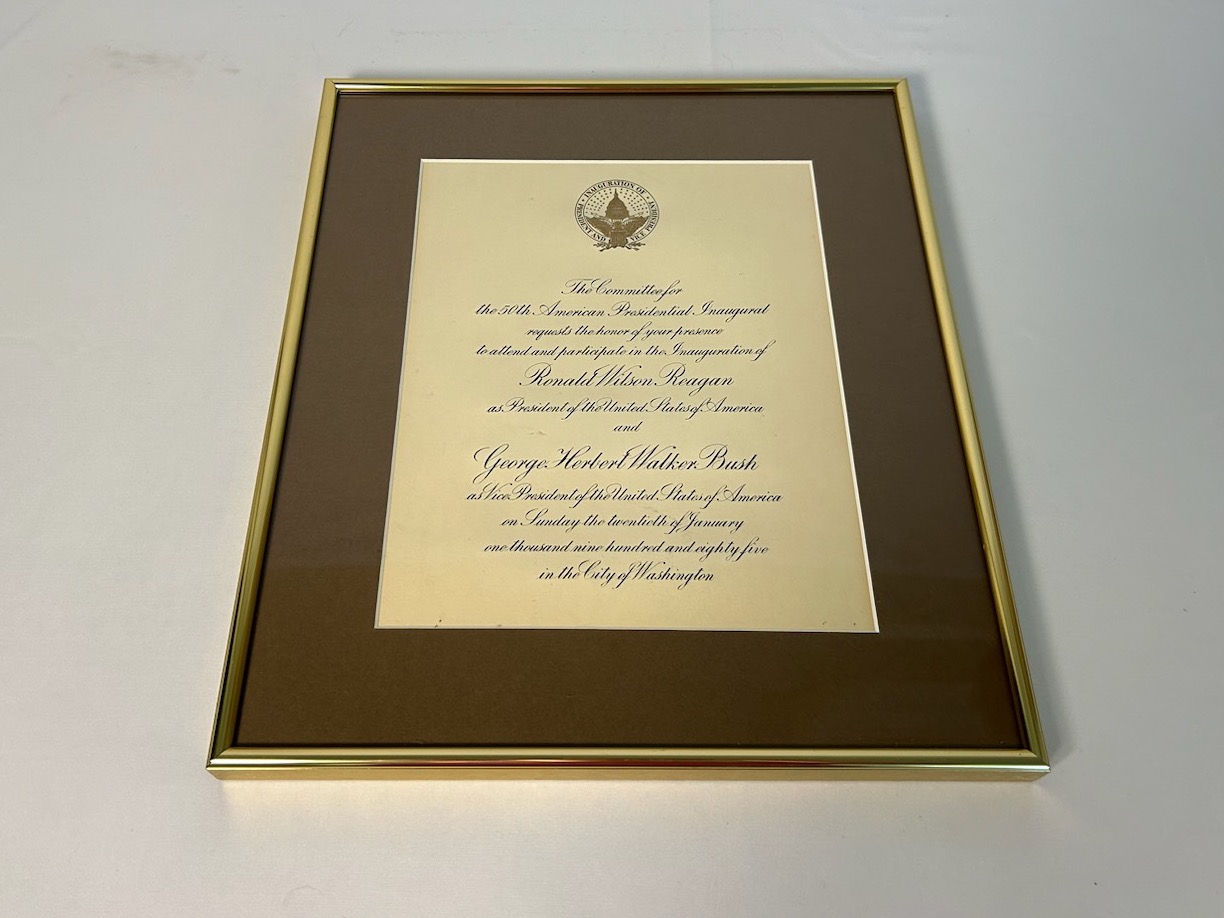 INAUGURATION OF
PRESIDENT AND VICE PRESIDENT
The Committee for
the 50th American Presidential Inaugural
requests the honor of your presence
to attend and participate in the Inauguration of
Ronald Wilson Reagan
as President of the United States of America
and
George Herbert Walker Bush
as Vice President of the United States of America
on Sunday the twentieth of January
one thousand nine hundred and eighty five
in the City of Washington